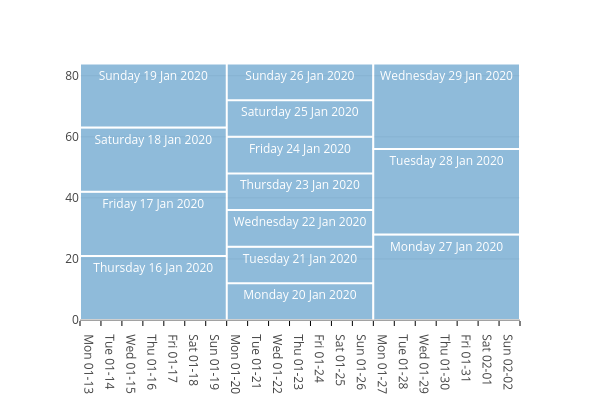 80
60
40
20
0
Sunday 19 Jan 2020
Saturday 18 Jan 2020
Friday 17 Jan 2020
Thursday 16 Jan 2020
Sunday 26 Jan 2020
Saturday 25 Jan 2020
Friday 24 Jan 2020
Thursday 23 Jan 2020
Wednesday 22 Jan 2020
Tuesday 21 Jan 2020
Monday 20 Jan 2020
Wednesday 29 Jan 2020
Tuesday 28 Jan 2020
Monday 27 Jan 2020
Mon 01-13
Tue 01-14
Wed 01-15
Thu 01-16
Fri 01-17
Sat 01-18
Sun 01-19
Mon 01-20
Tue 01-21
Wed 01-22
Thu 01-23
Fri 01-24
Sat 01-25
Sun 01-26
Mon 01-27
Tue 01-28
Wed 01-29
Thu 01-30
Fri 01-31
Sat 02-01
Sun 02-02